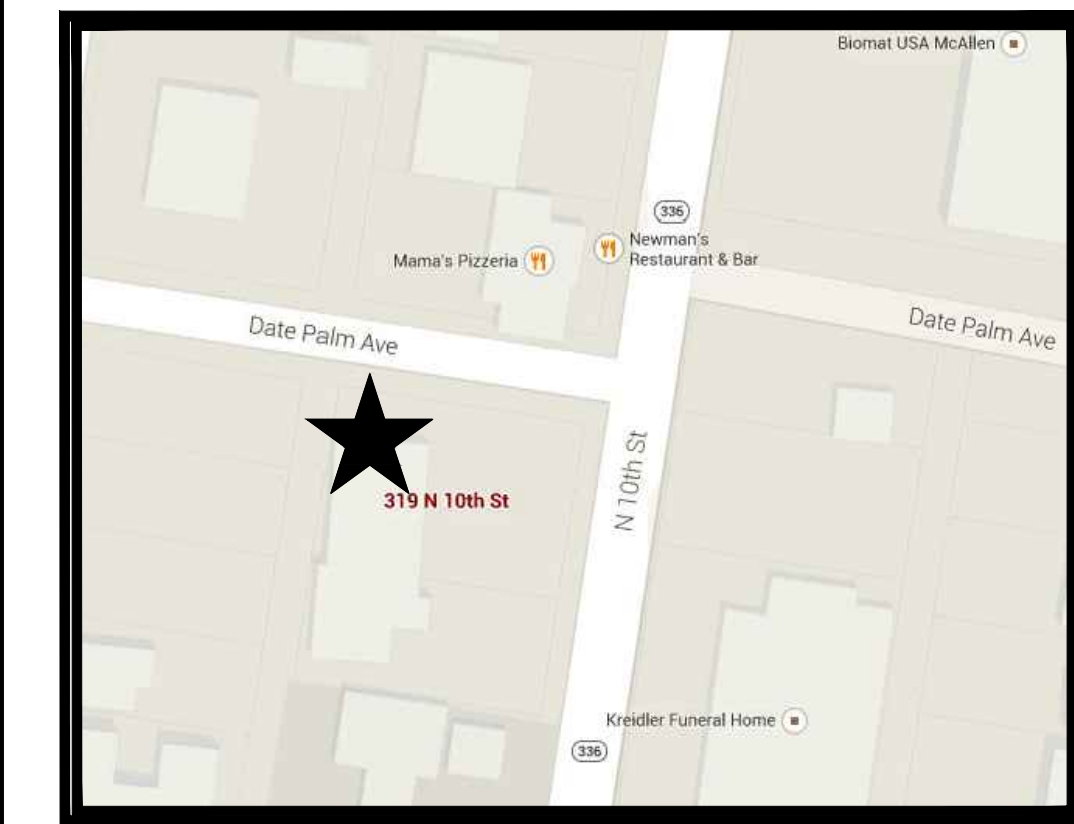 Biomat USA McAllen
336
Newman's
Restaurant & Bar
Mama's Pizzeria
Date Palm Ave
Date Palm Ave
N 10th St
319 N 10th St
Kreidler Funeral Home
336